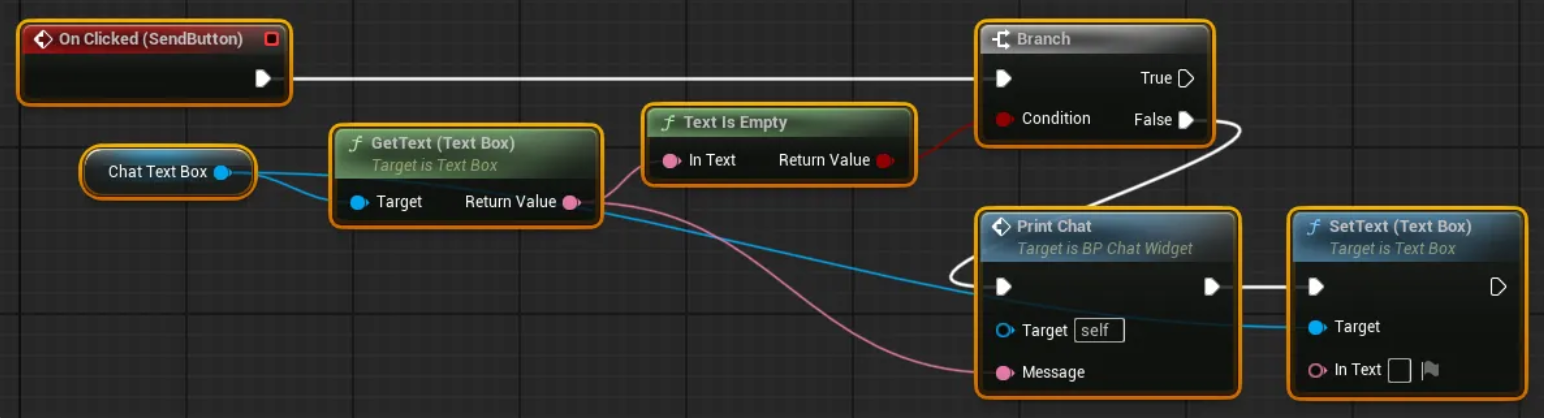 On Clicked (SendButton)
Branch
True
Condition
False
Text Is Empty
In Text
Return Value
GetText (Text Box)
Target is Text Box
Target
Return Value
Chat Text Box
Print Chat
Target is BP Chat Widget
Target self
Message
SetText (Text Box)
Target is Text Box
Target
In Text